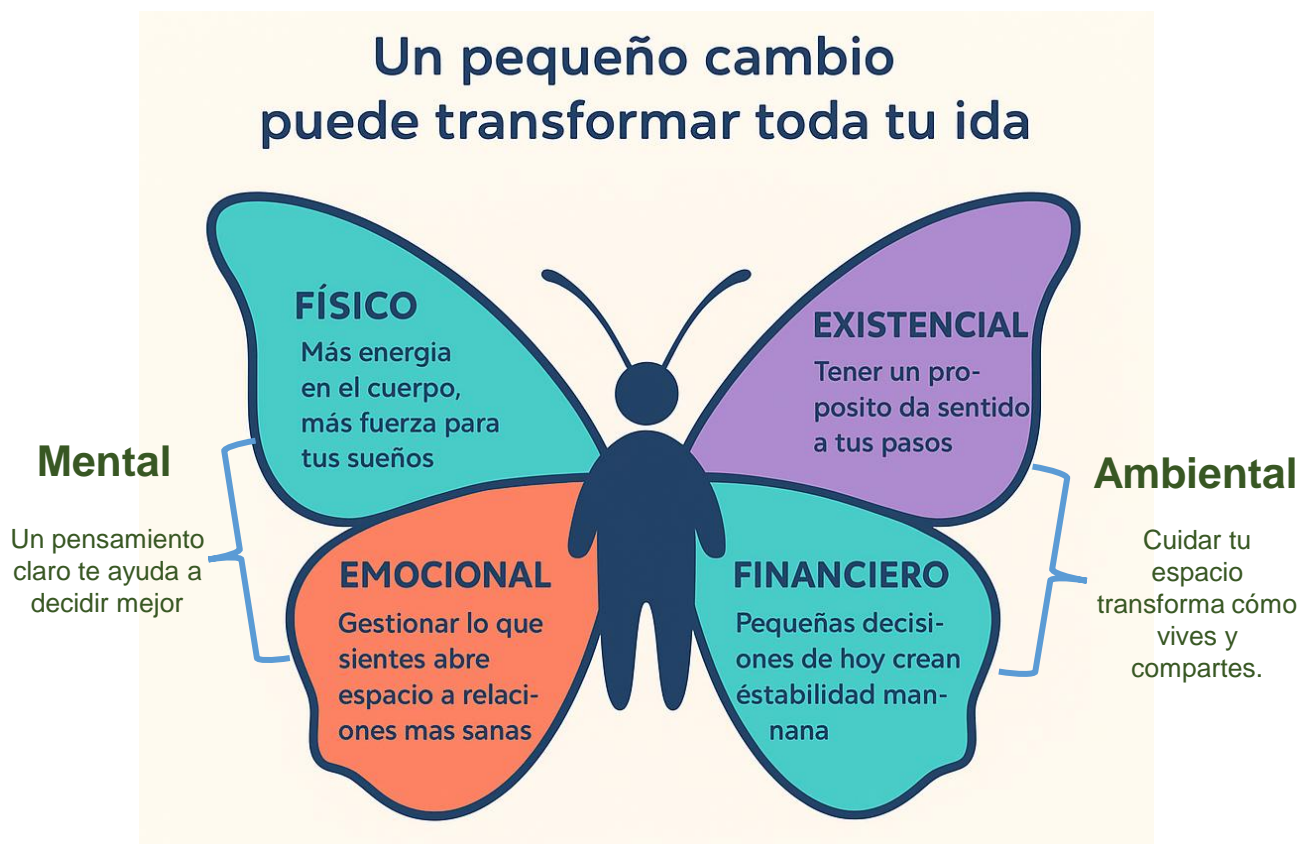 Un pequeño cambio
puede transformar toda tu ida
FÍSICO
Más energia
en el cuerpo,
más fuerza para
tus sueños
EXISTENCIAL
Tener un pro-
posito da sentido
a tus pasos
Mental
Un pensamiento
claro te ayuda a
decidir mejor
Ambiental
Cuidar tu
espacio
transforma cómo
vives y
compartes.
EMOCIONAL
Gestionar lo que
sientes abre
espacio a relaci-
ones mas sanas
FINANCIERO
Pequeñas decisi-
ones de hoy crean
éstabilidad man-
nana